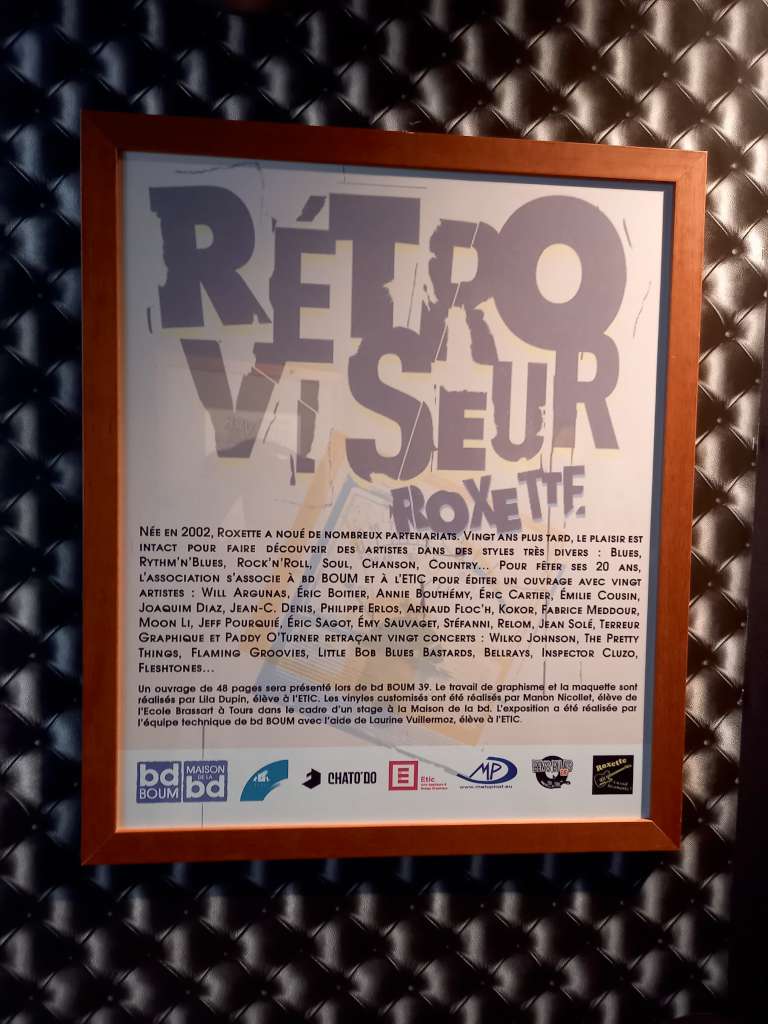 RÉTRO
VISEUR
ROXETTE
NÉE EN 2002, ROXETTE A NOUÉ DE NOMBREUX PARTENARIATS. VINGT ANS PLUS TARD, LE PLAISIR EST
INTACT POUR FAIRE DÉCOUVRIR DES ARTISTES DANS DES STYLES TRÈS DIVERS : BLUES,
RYTHM'N'BLUES, ROCK'N'ROLL, SOUL, CHANSON, COUNTRY... POUR FÊTER SES 20 ANS,
L'ASSOCIATION S'ASSOCIE À BD BOUM ET À L'ETIC POUR ÉDITER UN OUVRAGE AVEC VINGT
ARTISTES : WILL ARGUNAS, ÉRIC BOITIER, ANNIE BOUTHÉMY, ÉRIC CARTIER, ÉMILIE COUSIN,
JOAQUIM DIAZ, JEAN-C. DENIS, PHILIPPE ERLOS, ARNAUD FLOC'H, KOKOR, FABRICE MEDDOUR,
MOON LI, JEFF POURQUIÉ, ÉRIC SAGOT, ÉMY SAUVAGET, STÉFANNI, RELOM, JEAN SOLÉ, TERREUR
GRAPHIQUE ET PADDY O'TURNER RETRAÇANT VINGT CONCERTS : WILKO JOHNSON, THE PRETTY
THINGS, FLAMING GROOVIES, LITTLE BOB BLUES BASTARDS, BELLRAYS, INSPECTOR CLUZO,
FLESHTONES...
Un ouvrage de 48 pages sera présenté lors de bd BOUM 39. Le travail de graphisme et la maquette sont
réalisés par Lila Dupin, élève à l'ETIC. Les vinyles customisés ont été réalisés par Manon Nicollet, élève de
l'Ecole Brassart à Tours dans le cadre d'un stage à la Maison de la bd. L'exposition a été réalisée par
l'équipe technique de bd BOUM avec l'aide de Laurine Vuillermoz, élève à l'ETIC.
bd BOUM
MAISON DE LA bd
CHATO'DO
E Etic
MP
www.metaphot.eu
Roxette